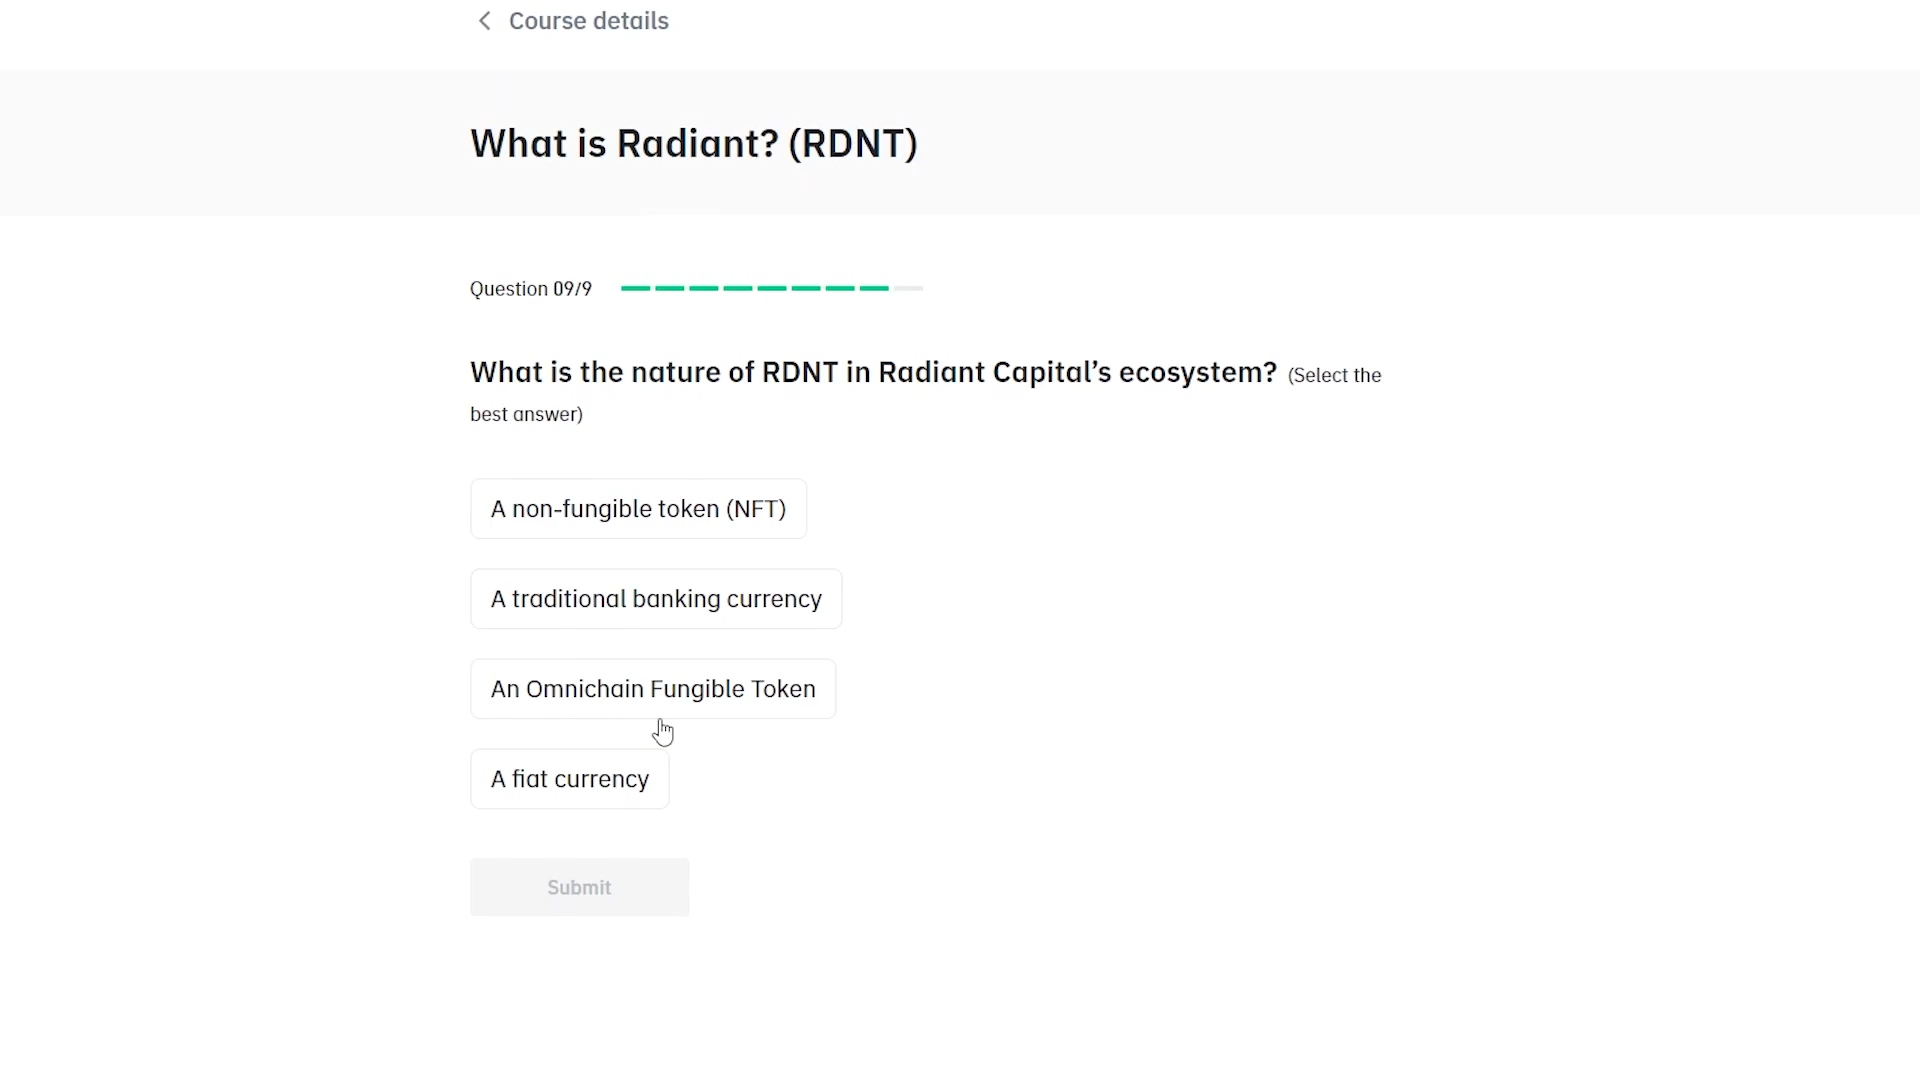 Course details
What is Radiant? (RDNT)
Question 09/9
What is the nature of RDNT in Radiant Capital’s ecosystem? (Select the
best answer)
A non-fungible token (NFT)
A traditional banking currency
An Omnichain Fungible Token
A fiat currency
Submit